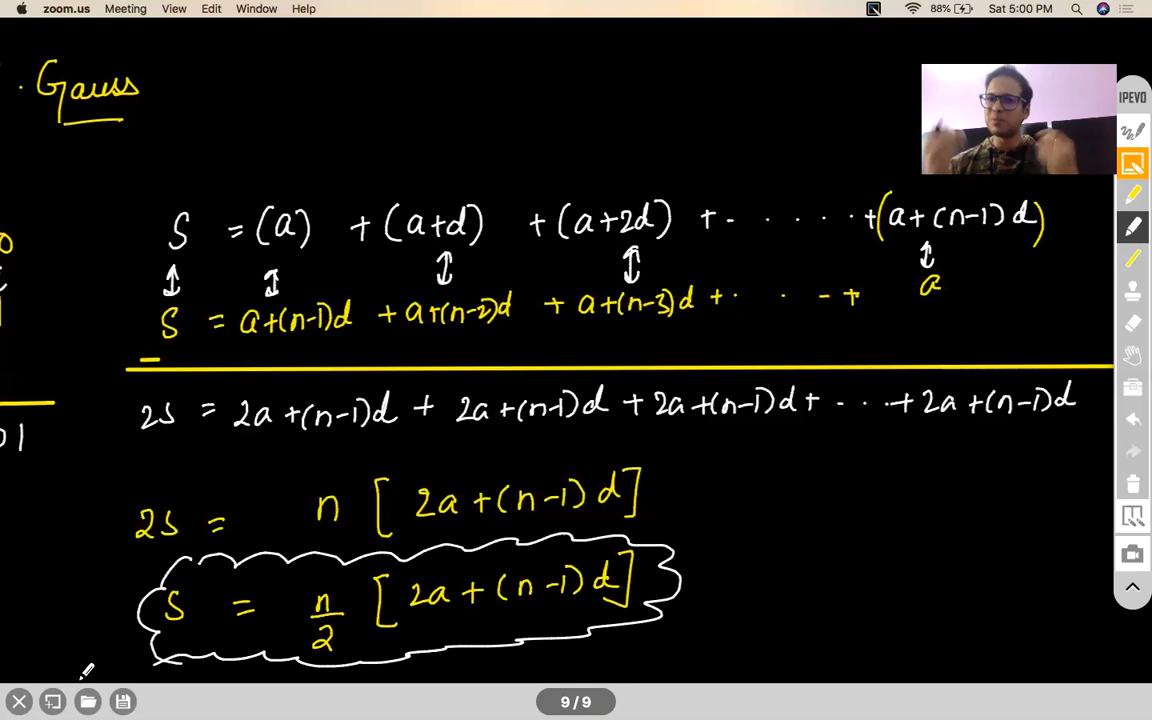 zoom.us Meeting View Edit Window Help 88% Sat 5:00 PM
. Gauss
IPEVO
S = (a) + (a+d) + (a+2d) + - · · · · · +(a+(n-1)d)
S = a+(n-1)d + a+(n-2)d + a+(n-3)d + · · - + a
2S = 2a+(n-1)d + 2a+(n-1)d + 2a+(n-1)d + · · · + 2a+(n-1)d
01
2S = n [2a+(n-1)d]
S = n/2 [2a+(n-1)d]
9/9